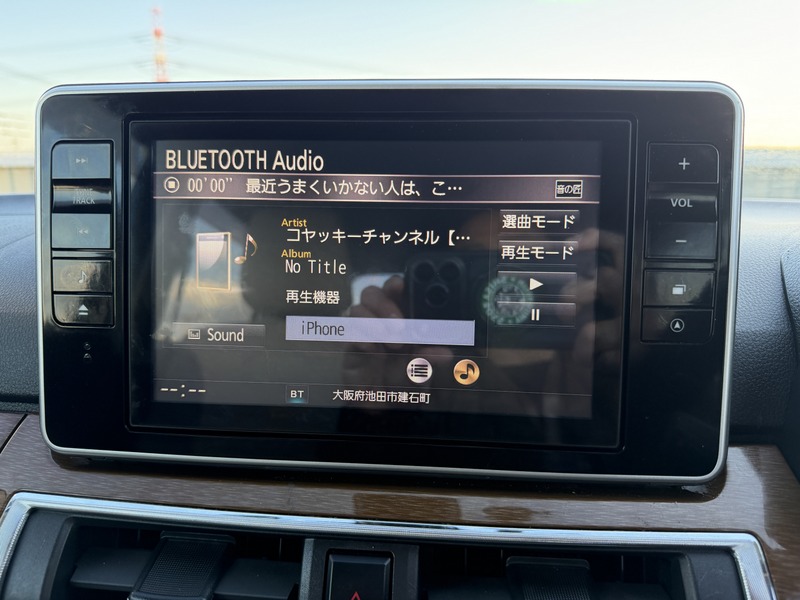 BLUETOOTH Audio
00'00" 最近うまくいかない人は、こ… 音の匠
Artist
コヤッキーチャンネル【…
Album
No Title
再生機器
iPhone
Sound
選曲モード
再生モード
--:--
BT
大阪府池田市建石町
TRACK
+
VOL
−